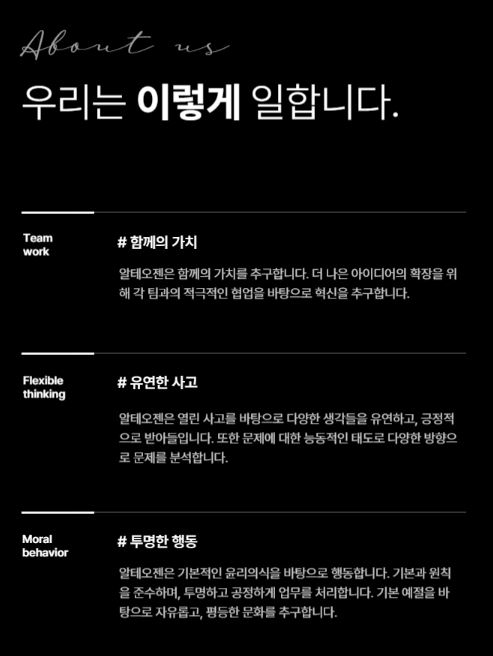 About us
우리는 이렇게 일합니다.
Team
work
# 함께의 가치
알테오젠은 함께의 가치를 추구합니다. 더 나은 아이디어의 확장을 위
해 각 팀과의 적극적인 협업을 바탕으로 혁신을 추구합니다.
Flexible
thinking
# 유연한 사고
알테오젠은 열린 사고를 바탕으로 다양한 생각들을 유연하고, 긍정적
으로 받아들입니다. 또한 문제에 대한 능동적인 태도로 다양한 방향으
로 문제를 분석합니다.
Moral
behavior
# 투명한 행동
알테오젠은 기본적인 윤리의식을 바탕으로 행동합니다. 기본과 원칙
을 준수하며, 투명하고 공정하게 업무를 처리합니다. 기본 예절을 바
탕으로 자유롭고, 평등한 문화를 추구합니다.